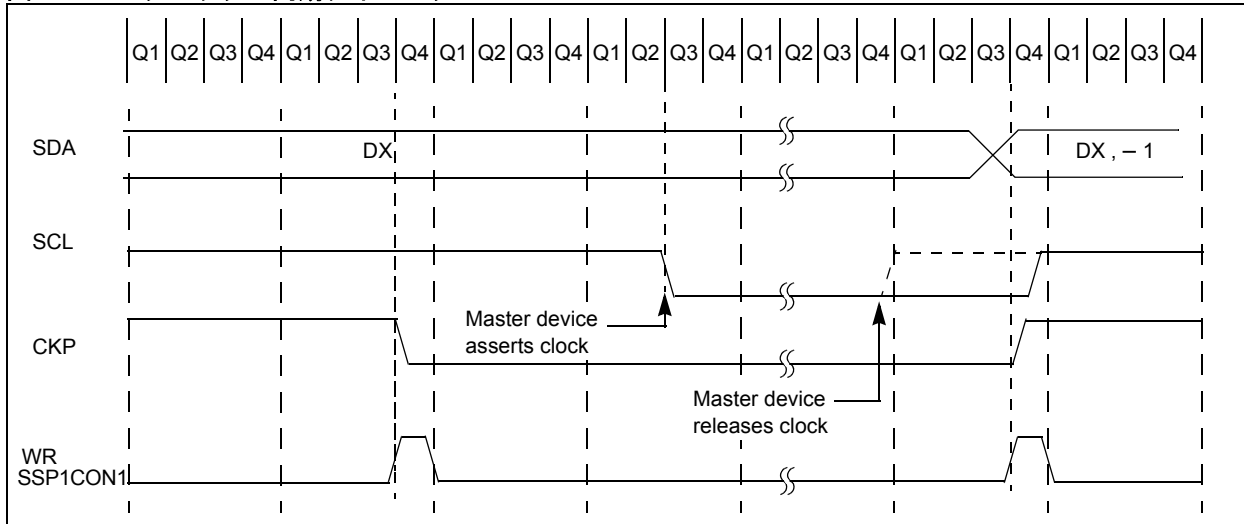 Q1 Q2 Q3 Q4 Q1 Q2 Q3 Q4 Q1 Q2 Q3 Q4 Q1 Q2 Q3 Q4 Q1 Q2 Q3 Q4 Q1 Q2 Q3 Q4 Q1 Q2 Q3 Q4
SDA
DX
DX , – 1
SCL
Master device
asserts clock
CKP
Master device
releases clock
WR
SSP1CON1